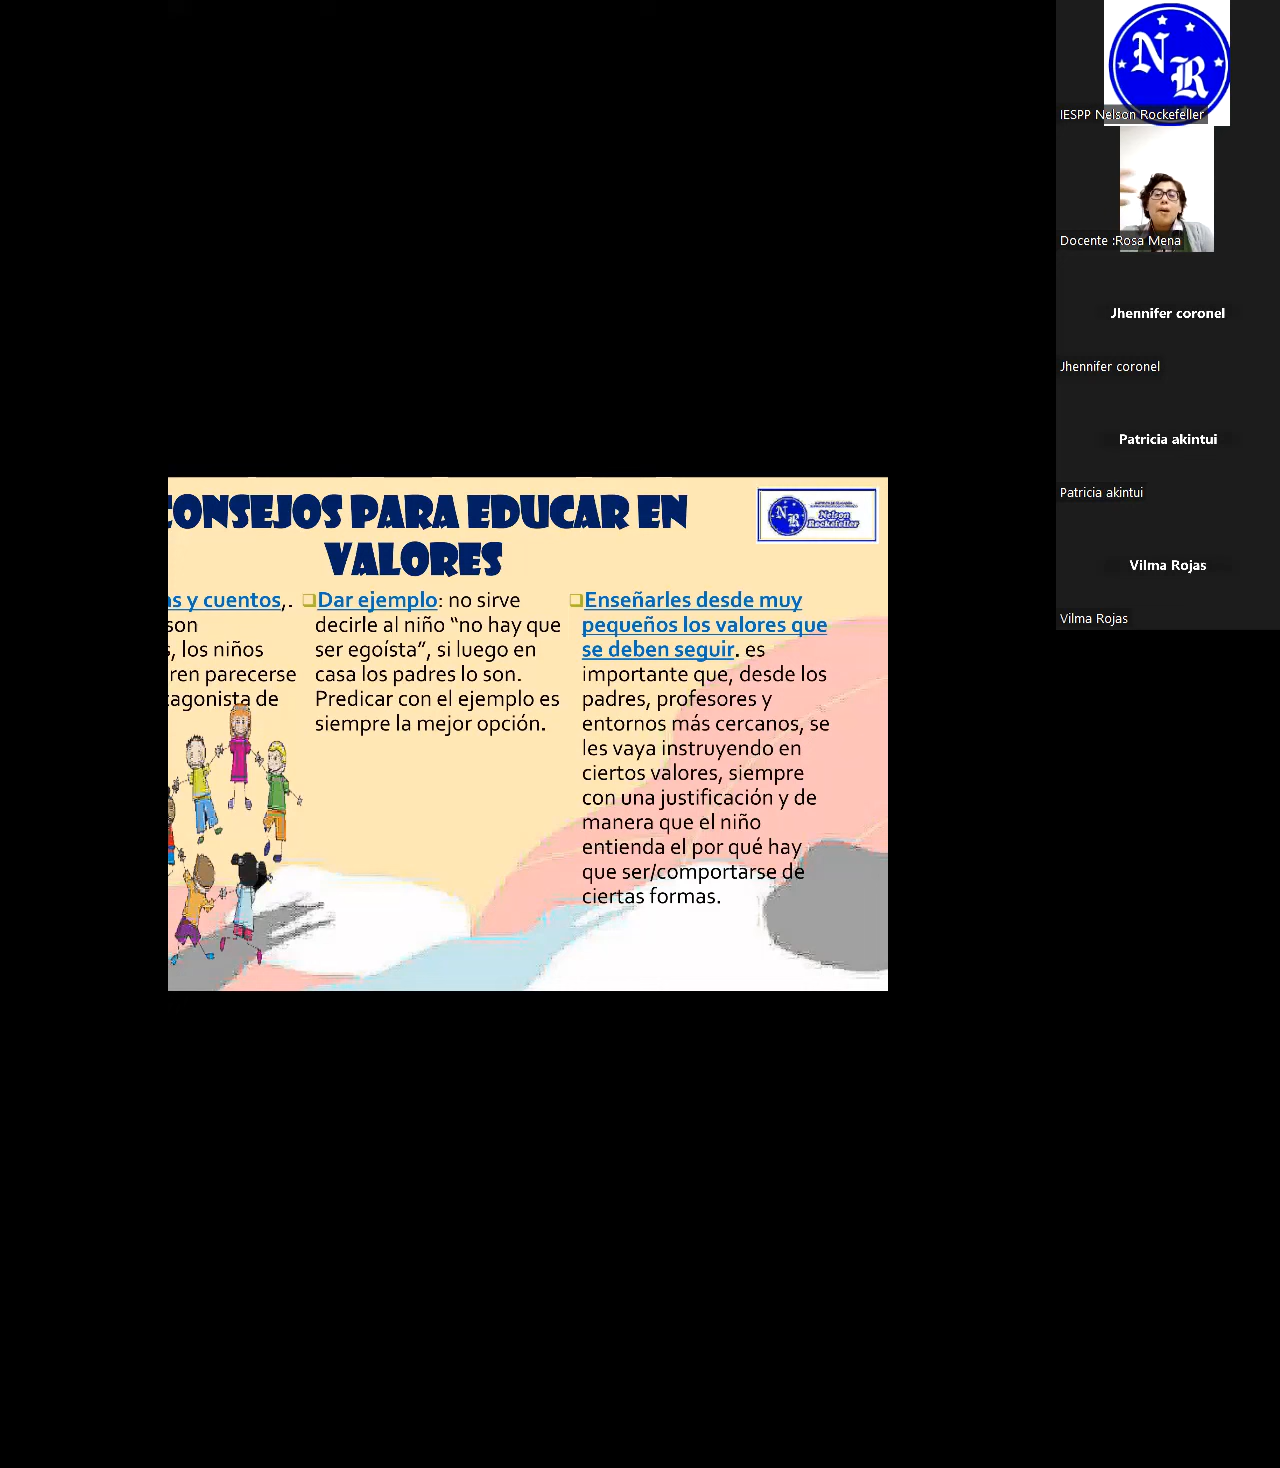 CONSEJOS PARA EDUCAR EN
VALORES
NR
Nelson
Rockefeller
y cuentos,.
son
, los niños
parecerse
de
Dar ejemplo: no sirve
decirle al niño “no hay que
ser egoísta”, si luego en
casa los padres lo son.
Predicar con el ejemplo es
siempre la mejor opción.
Enseñarles desde muy
pequeños los valores que
se deben seguir. es
importante que, desde los
padres, profesores y
entornos más cercanos, se
les vaya instruyendo en
ciertos valores, siempre
con una justificación y de
manera que el niño
entienda el por qué hay
que ser/comportarse de
ciertas formas.
NR
IESPP Nelson Rockefeller
Docente :Rosa Mena
Jhennifer coronel
Jhennifer coronel
Patricia akintui
Patricia akintui
Vilma Rojas
Vilma Rojas